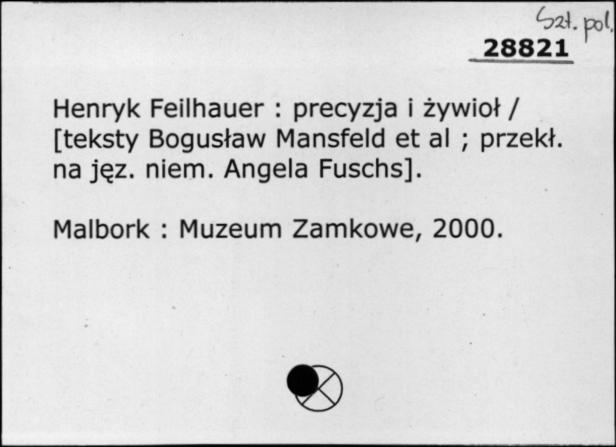 Szt. pol.
28821
Henryk Feilhauer : precyzja i żywioł /
[teksty Bogusław Mansfeld et al ; przekł.
na jęz. niem. Angela Fuschs].
Malbork : Muzeum Zamkowe, 2000.